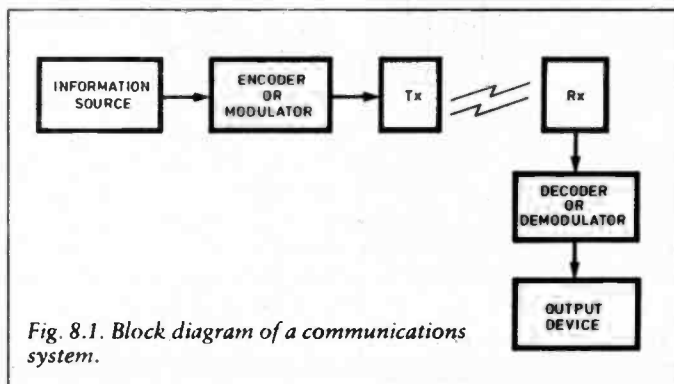 INFORMATION
SOURCE
ENCODER
OR
MODULATOR
Tx
Rx
DECODER
OR
DEMODULATOR
OUTPUT
DEVICE
Fig. 8.1. Block diagram of a communications
system.